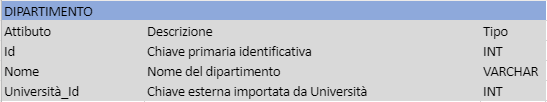 DIPARTIMENTO
Attibuto Descrizione Tipo
Id Chiave primaria identificativa INT
Nome Nome del dipartimento VARCHAR
Università_Id Chiave esterna importata da Università INT